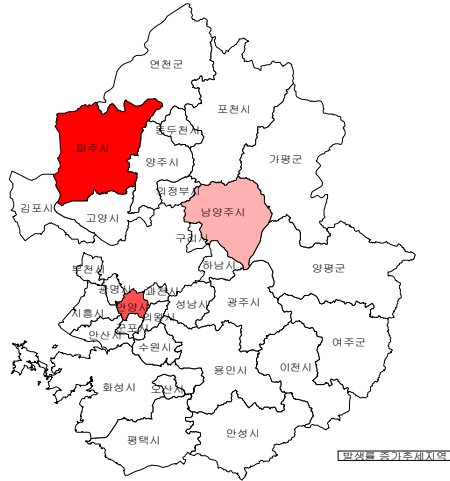 연천군
포천시
동두천시
파주시
양주시
가평군
의정부시
김포시
고양시
남양주시
구리시
하남시
양평군
부천시
광명시
과천시
성남시
광주시
시흥시
안양시
의왕시
군포시
안산시
수원시
여주군
용인시
이천시
화성시
오산시
평택시
안성시
발생률 증가추세지역